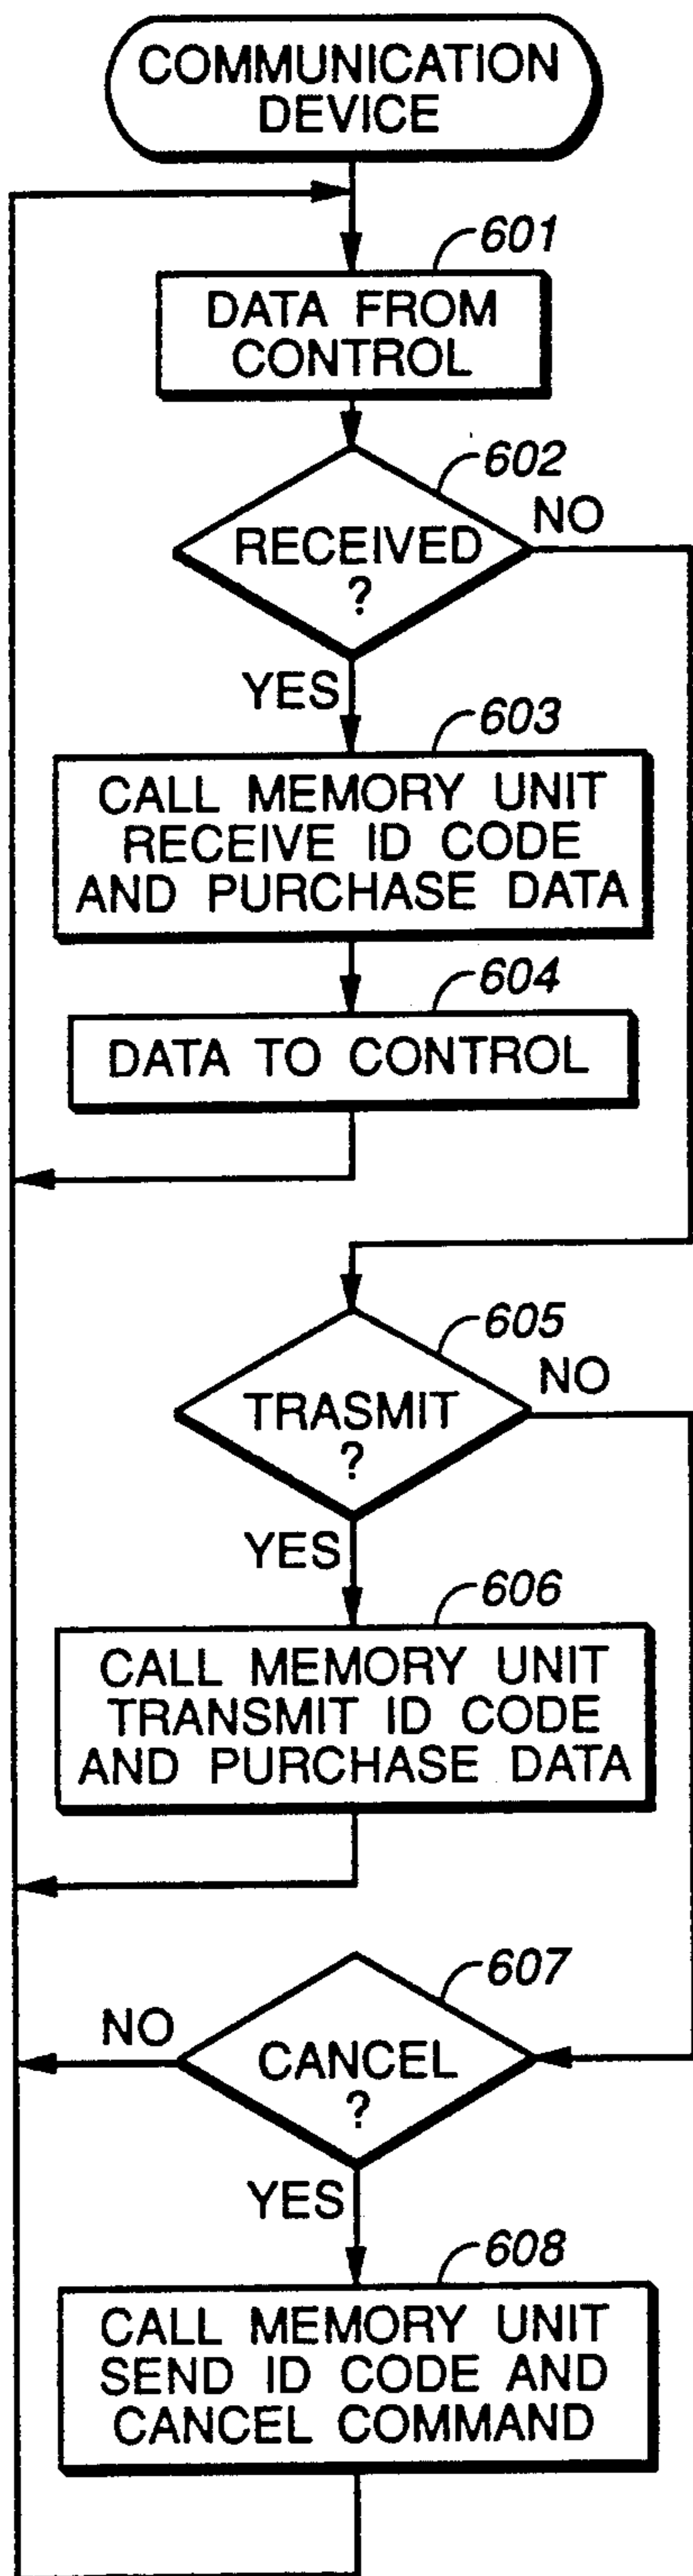 COMMUNICATION
DEVICE
601
DATA FROM
CONTROL
602
RECEIVED
?
NO
YES
603
CALL MEMORY UNIT
RECEIVE ID CODE
AND PURCHASE DATA
604
DATA TO CONTROL
605
TRASMIT
?
NO
YES
606
CALL MEMORY UNIT
TRANSMIT ID CODE
AND PURCHASE DATA
607
NO
CANCEL
?
YES
608
CALL MEMORY UNIT
SEND ID CODE AND
CANCEL COMMAND